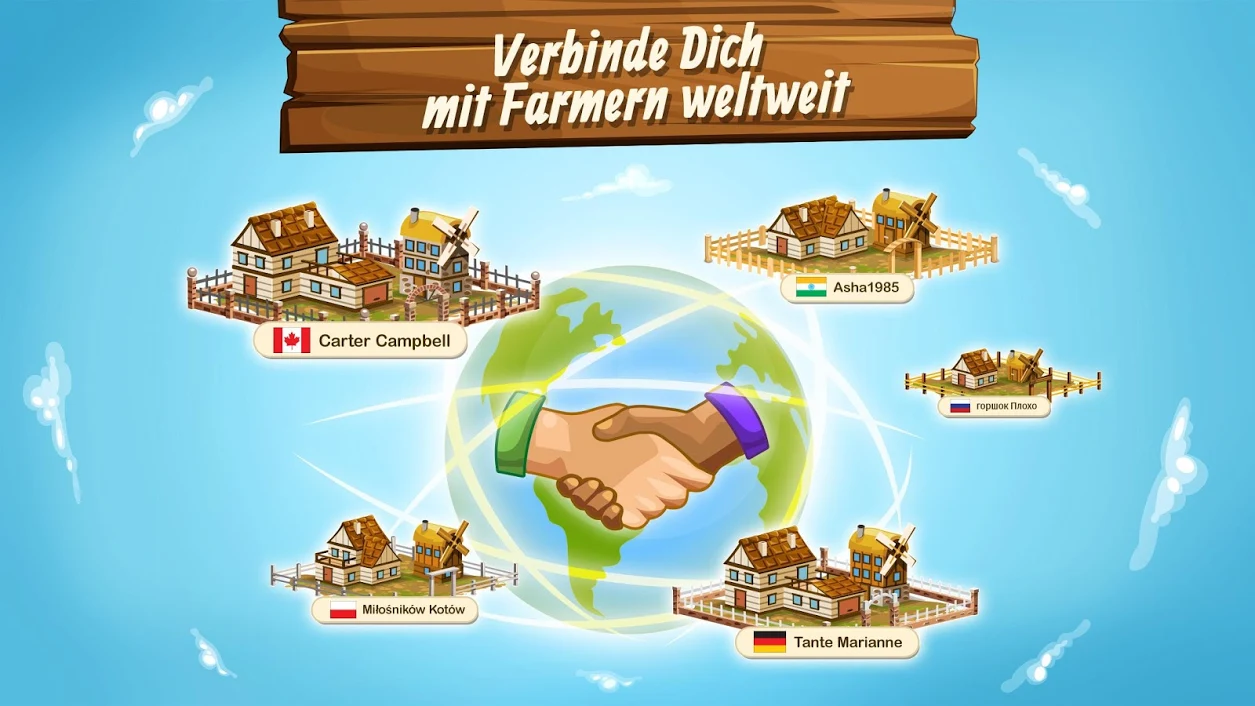 Verbinde Dich
mit Farmern weltweit
Asha1985
Carter Campbell
горшок Плохо
Miłośników Kotów
Tante Marianne